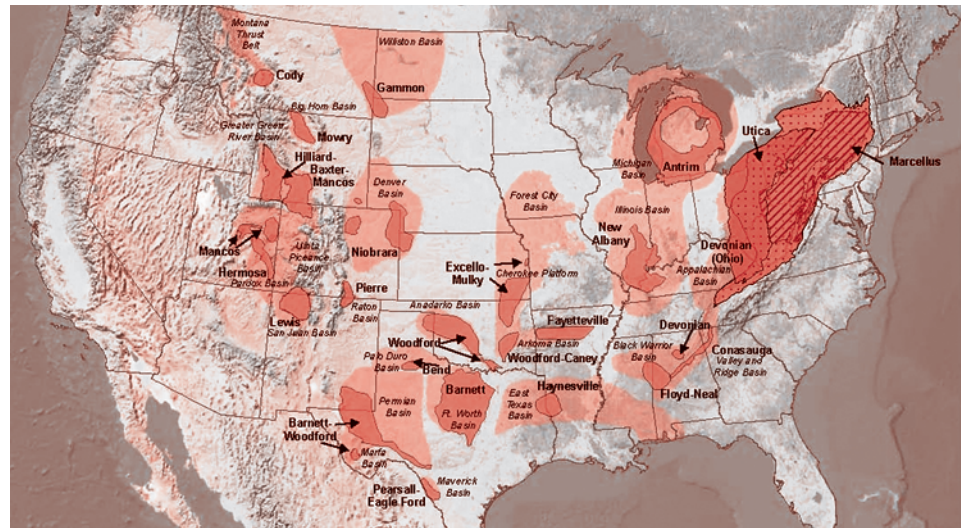 Montana
Thrust
Belt
Cody
Williston Basin
Gammon
Big Horn Basin
Greater Green
River Basin
Mowry
Hilliard-
Baxter-
Mancos
Denver
Basin
Niobrara
Mancos
Uinta
Piceance
Basin
Hermosa
Paradox Basin
Pierre
Lewis
San Juan Basin
Raton
Basin
Anadarko Basin
Forest City
Basin
Excello-
Mulky
Cherokee Platform
Woodford
Palo Duro
Basin
Bend
Fayetteville
Arkoma Basin
Woodford-Caney
Michigan
Basin
Antrim
Illinois Basin
New
Albany
Utica
Marcellus
Devonian
(Ohio)
Appalachian
Basin
Devonian
Black Warrior
Basin
Conasauga
Valley and
Ridge Basin
Floyd-Neal
Permian
Basin
Barnett
Ft. Worth
Basin
East
Texas
Basin
Haynesville
Barnett-
Woodford
Marfa
Basin
Pearsall-
Eagle Ford
Maverick
Basin